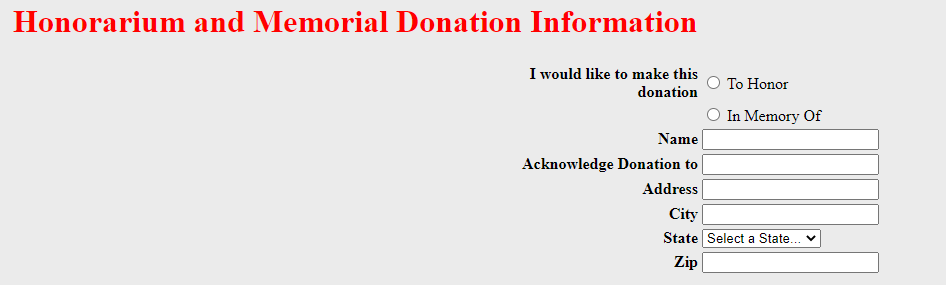 Honorarium and Memorial Donation Information
I would like to make this
donation
To Honor
In Memory Of
Name
Acknowledge Donation to
Address
City
State Select a State...
Zip